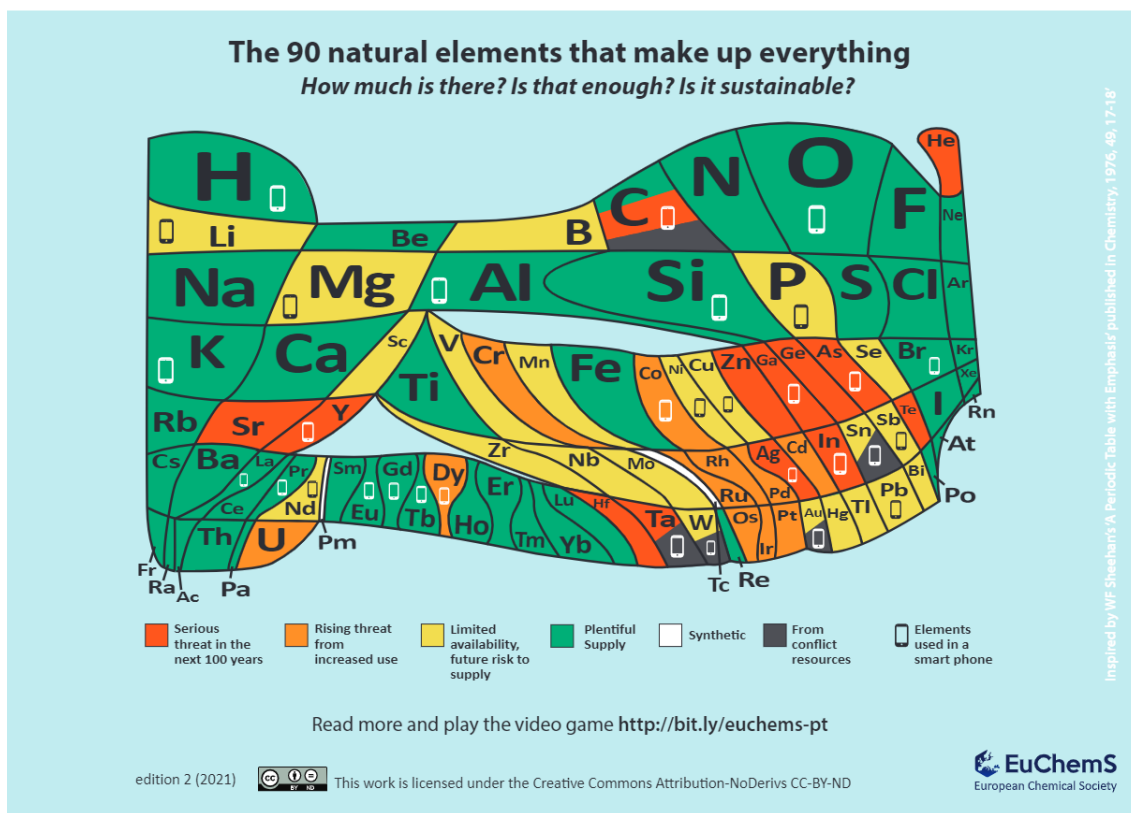 The 90 natural elements that make up everything
How much is there? Is that enough? Is it sustainable?
H
He
Li
Be
B
C
N
O
F
Ne
Na
Mg
Al
Si
P
S
Cl
Ar
K
Ca
Sc
Ti
V
Cr
Mn
Fe
Co
Ni
Cu
Zn
Ga
Ge
As
Se
Br
Kr
Rb
Sr
Y
Zr
Nb
Mo
Tc
Ru
Rh
Pd
Ag
Cd
In
Sn
Sb
Te
I
Xe
Cs
Ba
La
Ce
Pr
Nd
Pm
Sm
Eu
Gd
Tb
Dy
Ho
Er
Tm
Yb
Lu
Hf
Ta
W
Re
Os
Ir
Pt
Au
Hg
Tl
Pb
Bi
Po
At
Rn
Fr
Ra
Ac
Th
Pa
U
Serious
threat in the
next 100 years
Rising threat
from
increased use
Limited
availability,
future risk to
supply
Plentiful
Supply
Synthetic
From
conflict
resources
Elements
used in a
smart phone
Read more and play the video game http://bit.ly/euchems-pt
edition 2 (2021)
cc
BY ND
This work is licensed under the Creative Commons Attribution-NoDerivs CC-BY-ND
EuChemS
European Chemical Society
Inspired by WF Sheehan's 'A Periodic Table with Emphasis' published in Chemistry, 1976, 49, 17-18'